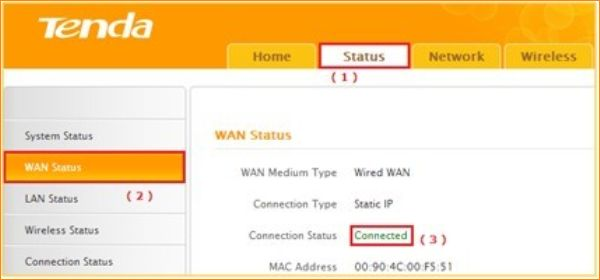 Tenda
Home Status Network Wireless
( 1 )
System Status
WAN Status
LAN Status ( 2 )
Wireless Status
Connection Status
WAN Status
WAN Medium Type Wired WAN
Connection Type Static IP
Connection Status Connected ( 3 )
MAC Address 00:90:4C:00:F5:51